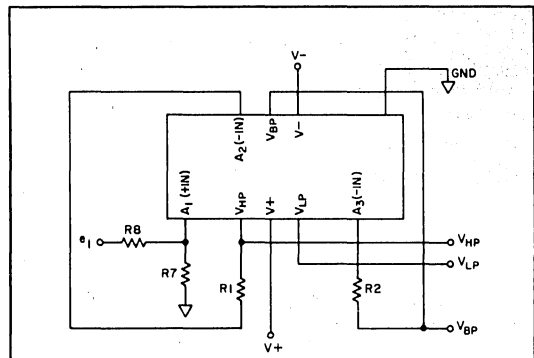 V-
GND
A2(-IN)
VBP
V-
A1(+IN)
VHP
V+
VLP
A3(-IN)
R8
e1
VHP
VLP
R7
R1
R2
VBP
V+